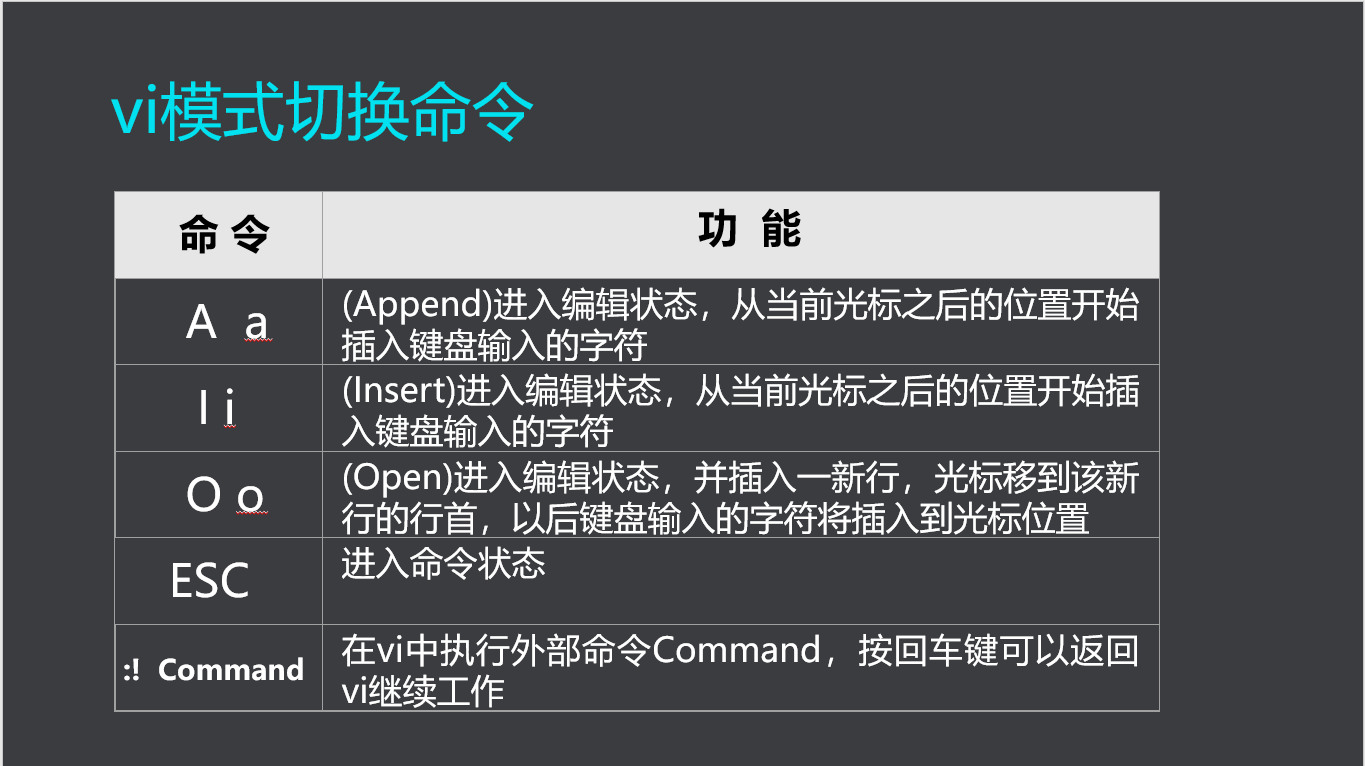 vi模式切换命令
命 令
功 能
A a
(Append)进入编辑状态，从当前光标之后的位置开始
插入键盘输入的字符
I i
(Insert)进入编辑状态，从当前光标之后的位置开始插
入键盘输入的字符
O o
(Open)进入编辑状态，并插入一新行，光标移到该新
行的行首，以后键盘输入的字符将插入到光标位置
ESC
进入命令状态
:! Command
在vi中执行外部命令Command，按回车键可以返回
vi继续工作